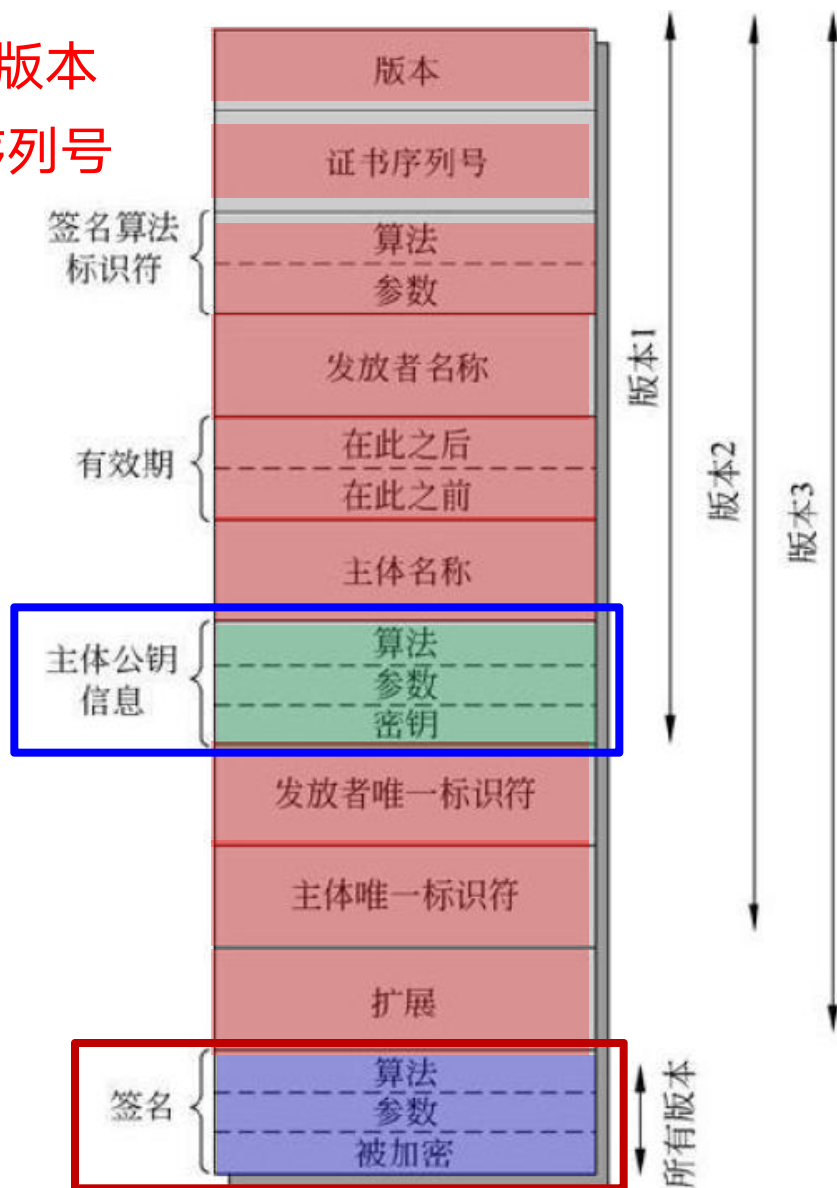 版本
序列号
版本
证书序列号
签名算法
标识符
算法
参数
发放者名称
有效期
在此之后
在此之前
主体名称
主体公钥
信息
算法
参数
密钥
发放者唯一标识符
主体唯一标识符
扩展
签名
算法
参数
被加密
版本1
版本2
版本3
所有版本